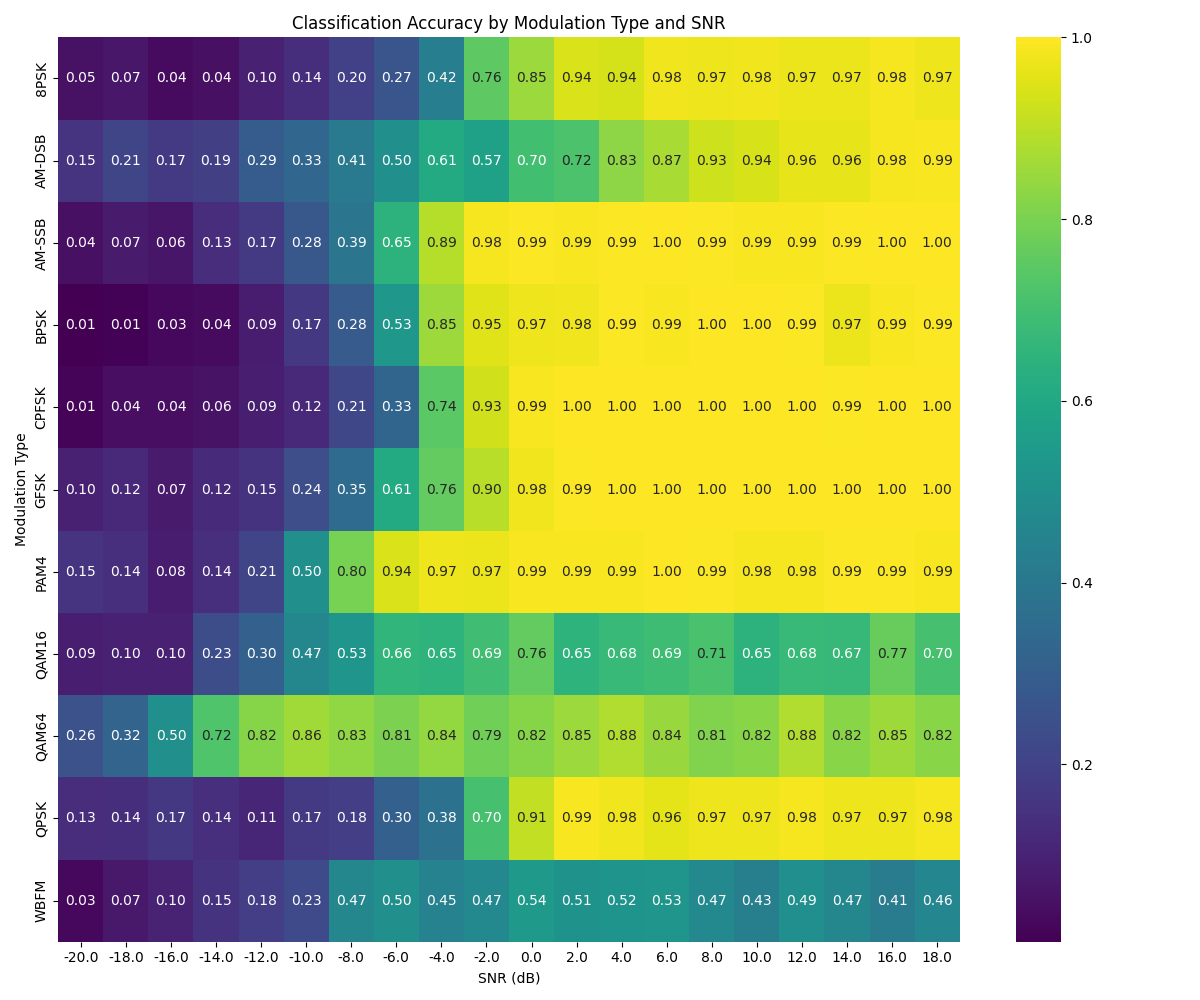 Classification Accuracy by Modulation Type and SNR
8PSK 0.05 0.07 0.04 0.04 0.10 0.14 0.20 0.27 0.42 0.76 0.85 0.94 0.94 0.98 0.97 0.98 0.97 0.97 0.98 0.97
AM-DSB 0.15 0.21 0.17 0.19 0.29 0.33 0.41 0.50 0.61 0.57 0.70 0.72 0.83 0.87 0.93 0.94 0.96 0.96 0.98 0.99
AM-SSB 0.04 0.07 0.06 0.13 0.17 0.28 0.39 0.65 0.89 0.98 0.99 0.99 0.99 1.00 0.99 0.99 0.99 0.99 1.00 1.00
BPSK 0.01 0.01 0.03 0.04 0.09 0.17 0.28 0.53 0.85 0.95 0.97 0.98 0.99 0.99 1.00 1.00 0.99 0.97 0.99 0.99
CPFSK 0.01 0.04 0.04 0.06 0.09 0.12 0.21 0.33 0.74 0.93 0.99 1.00 1.00 1.00 1.00 1.00 1.00 0.99 1.00 1.00
GFSK 0.10 0.12 0.07 0.12 0.15 0.24 0.35 0.61 0.76 0.90 0.98 0.99 1.00 1.00 1.00 1.00 1.00 1.00 1.00 1.00
PAM4 0.15 0.14 0.08 0.14 0.21 0.50 0.80 0.94 0.97 0.97 0.99 0.99 0.99 1.00 0.99 0.98 0.98 0.99 0.99 0.99
QAM16 0.09 0.10 0.10 0.23 0.30 0.47 0.53 0.66 0.65 0.69 0.76 0.65 0.68 0.69 0.71 0.65 0.68 0.67 0.77 0.70
QAM64 0.26 0.32 0.50 0.72 0.82 0.86 0.83 0.81 0.84 0.79 0.82 0.85 0.88 0.84 0.81 0.82 0.88 0.82 0.85 0.82
QPSK 0.13 0.14 0.17 0.14 0.11 0.17 0.18 0.30 0.38 0.70 0.91 0.99 0.98 0.96 0.97 0.97 0.98 0.97 0.97 0.98
WBFM 0.03 0.07 0.10 0.15 0.18 0.23 0.47 0.50 0.45 0.47 0.54 0.51 0.52 0.53 0.47 0.43 0.49 0.47 0.41 0.46
-20.0 -18.0 -16.0 -14.0 -12.0 -10.0 -8.0 -6.0 -4.0 -2.0 0.0 2.0 4.0 6.0 8.0 10.0 12.0 14.0 16.0 18.0
SNR (dB)
Modulation Type
1.0
0.8
0.6
0.4
0.2